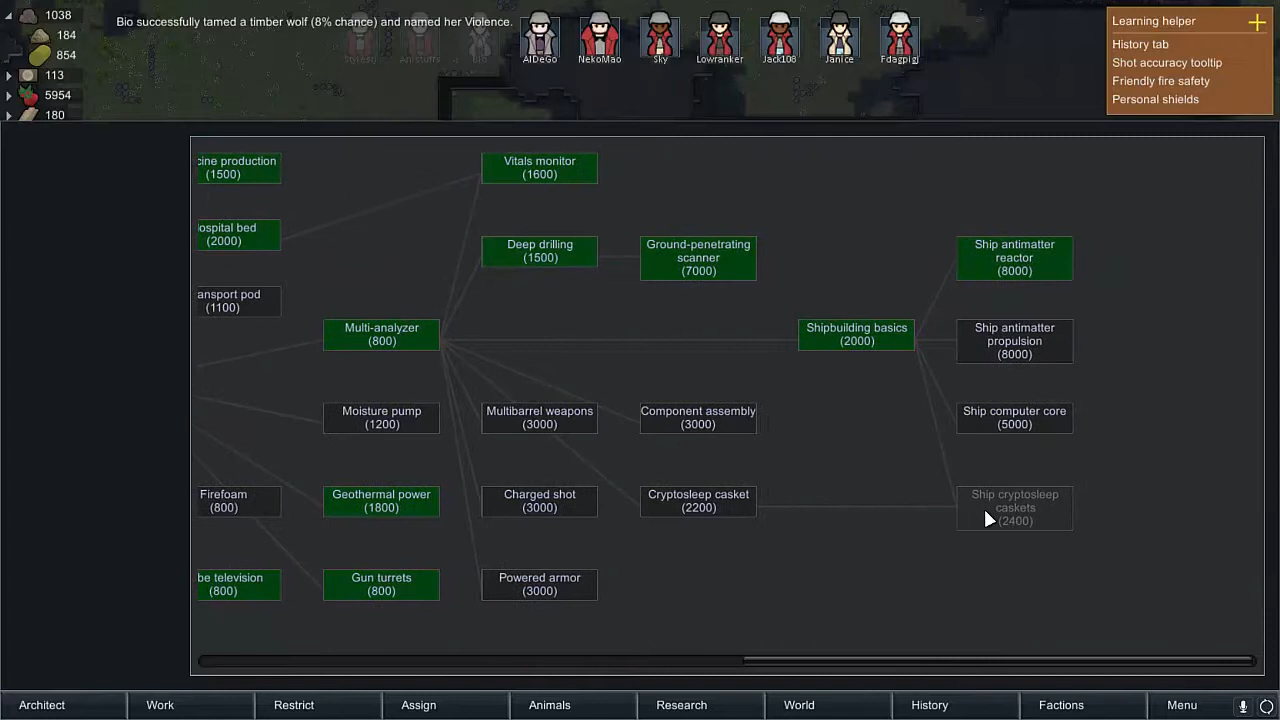 1038
Bio successfully tamed a timber wolf (8% chance) and named her Violence.
184
854
113
5954
180
AlDeGo
NekoMao
Sky
Lowranker
Jack108
Janice
Fdagpigj
Learning helper
History tab
Shot accuracy tooltip
Friendly fire safety
Personal shields
cine production
(1500)
Vitals monitor
(1600)
ospital bed
(2000)
Deep drilling
(1500)
Ground-penetrating
scanner
(7000)
Ship antimatter
reactor
(8000)
ansport pod
(1100)
Multi-analyzer
(800)
Shipbuilding basics
(2000)
Ship antimatter
propulsion
(8000)
Moisture pump
(1200)
Multibarrel weapons
(3000)
Component assembly
(3000)
Ship computer core
(5000)
Firefoam
(800)
Geothermal power
(1800)
Charged shot
(3000)
Cryptosleep casket
(2200)
Ship cryptosleep
caskets
(2400)
be television
(800)
Gun turrets
(800)
Powered armor
(3000)
Architect
Work
Restrict
Assign
Animals
Research
World
History
Factions
Menu